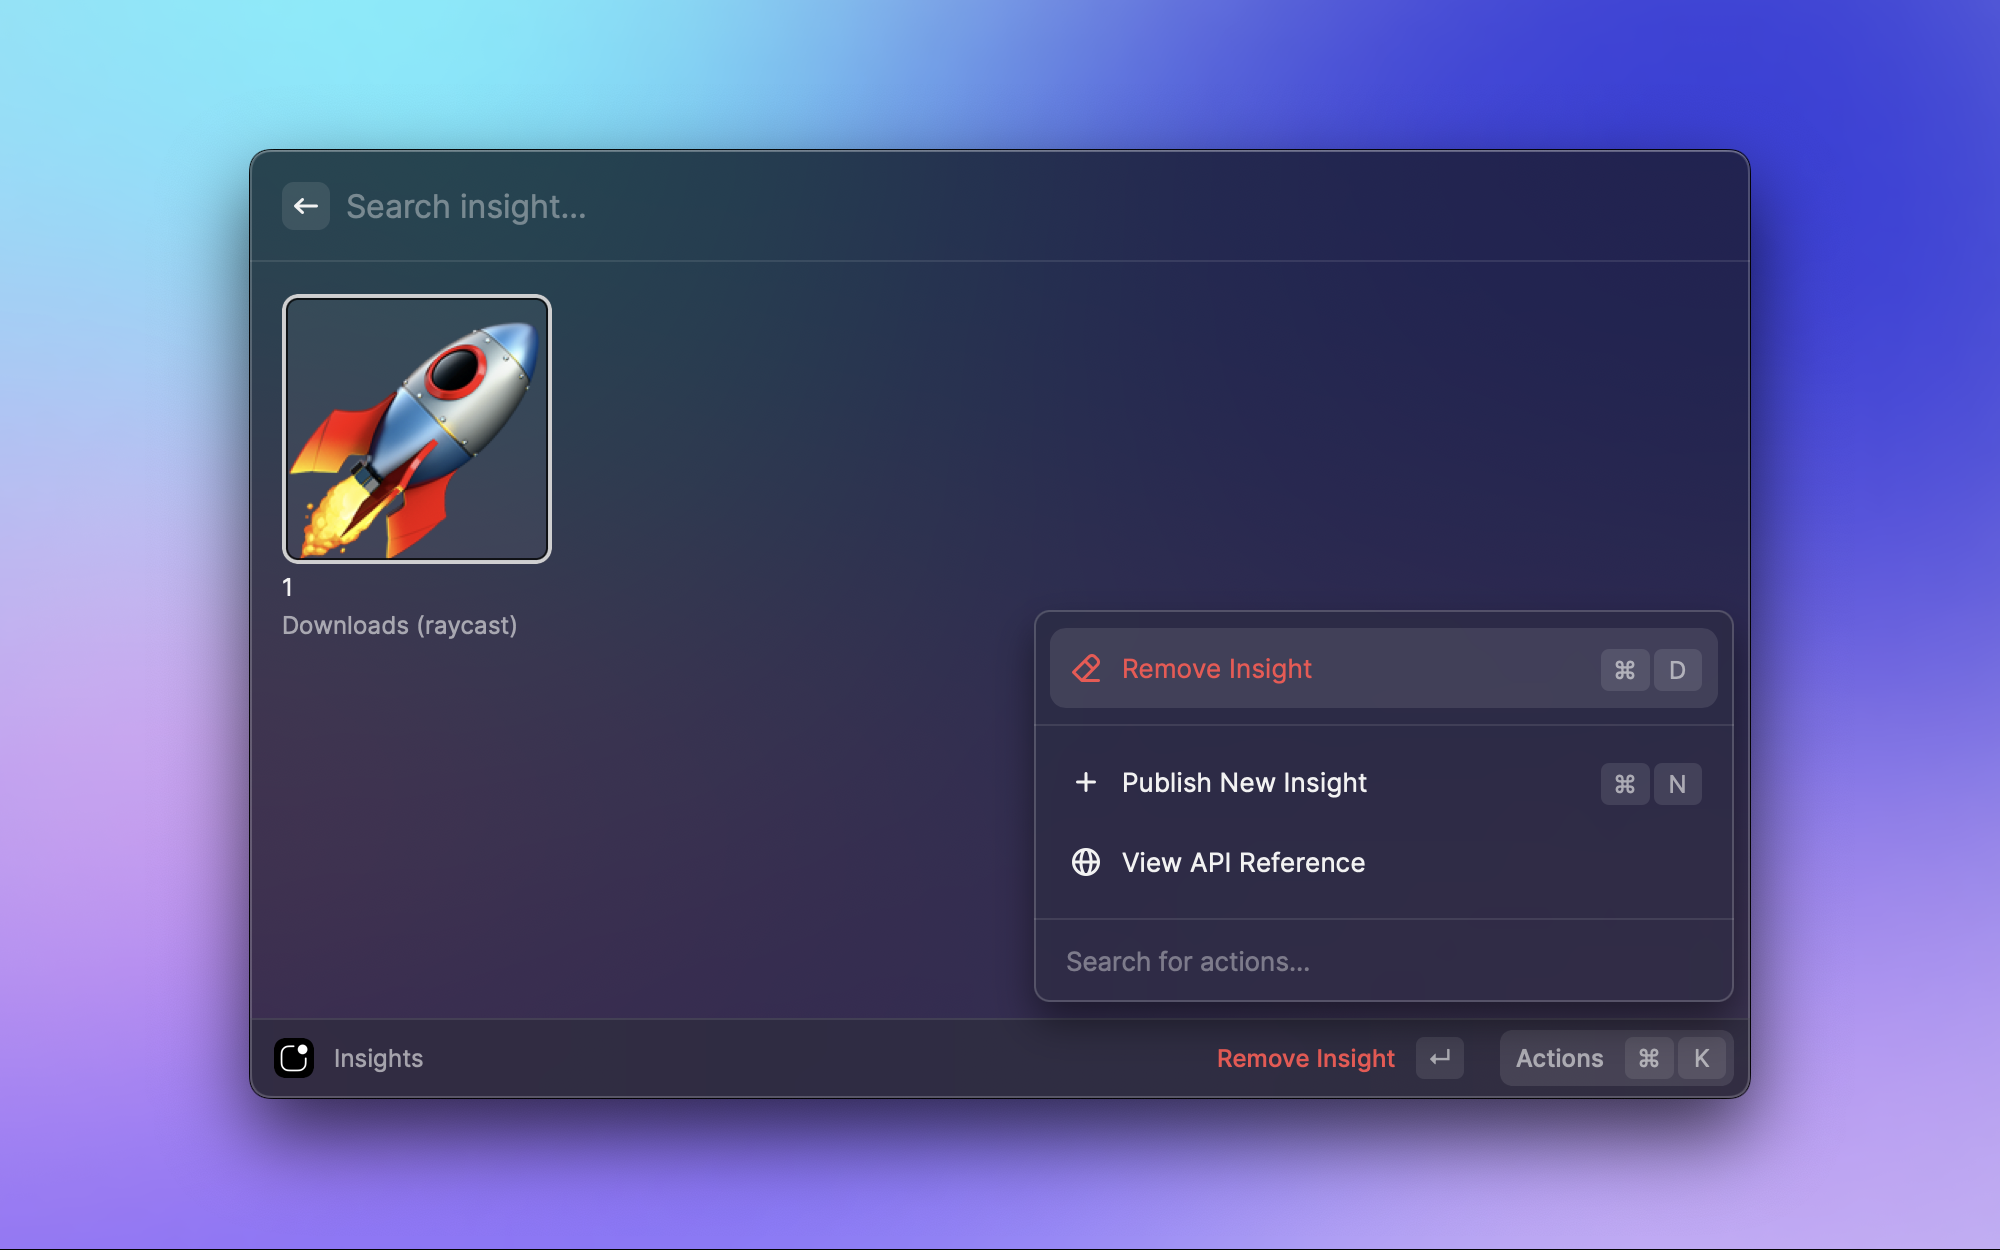 Search insight...
1
Downloads (raycast)
Remove Insight ⌘ D
Publish New Insight ⌘ N
View API Reference
Search for actions...
Insights Remove Insight ↵ Actions ⌘ K